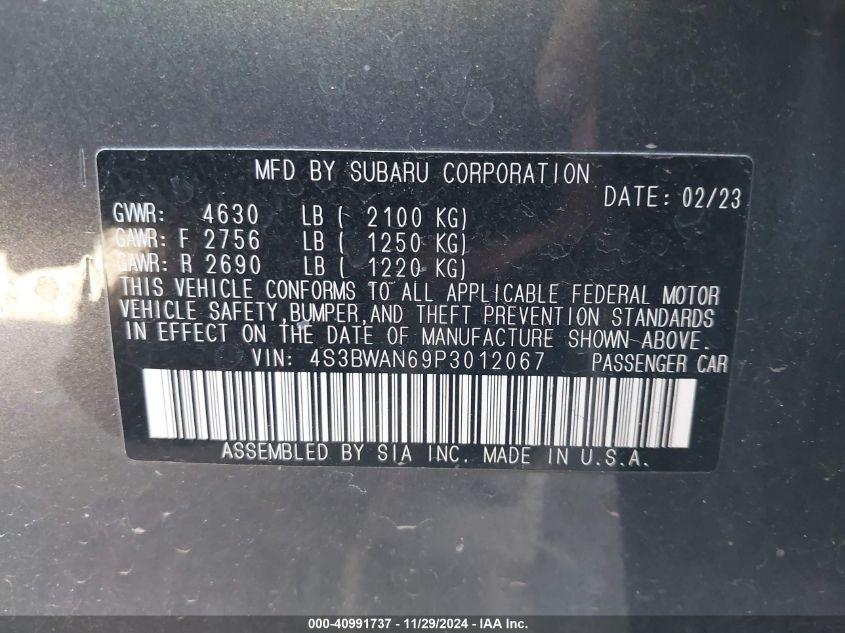 MFD BY SUBARU CORPORATION
DATE: 02/23
GVWR: 4630 LB ( 2100 KG)
GAWR: F 2756 LB ( 1250 KG)
GAWR: R 2690 LB ( 1220 KG)
THIS VEHICLE CONFORMS TO ALL APPLICABLE FEDERAL MOTOR
VEHICLE SAFETY,BUMPER,AND THEFT PREVENTION STANDARDS
IN EFFECT ON THE DATE OF MANUFACTURE SHOWN ABOVE.
VIN: 4S3BWAN69P3012067 PASSENGER CAR
ASSEMBLED BY SIA INC. MADE IN U.S.A.
000-40991737 - 11/29/2024 - IAA Inc.